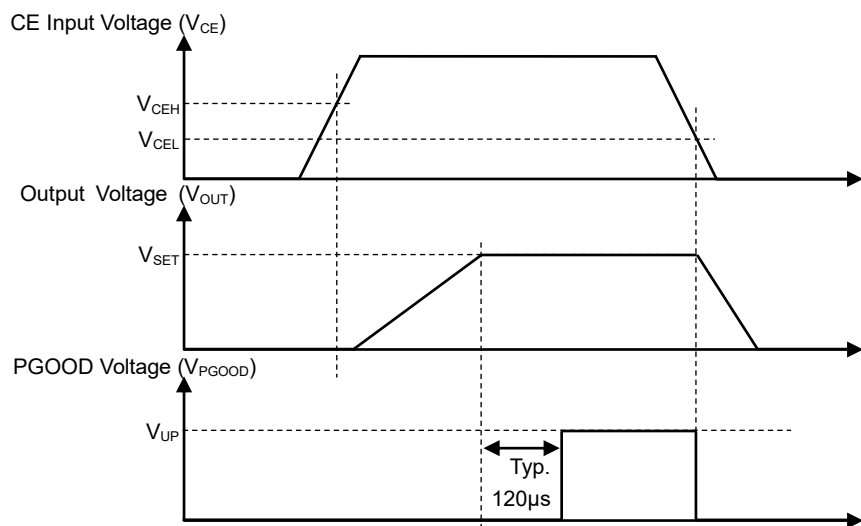 CE Input Voltage (VCE)
VCEH
VCEL
Output Voltage (VOUT)
VSET
PGOOD Voltage (VPGOOD)
VUP
Typ.
120µs